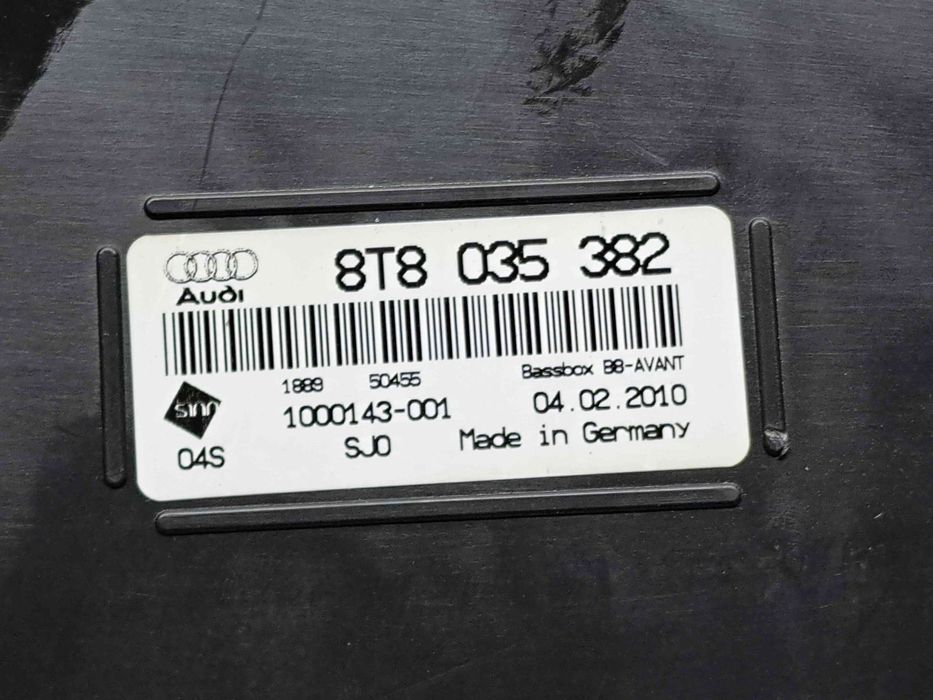 8T8 035 382
Audi
1889 50455 Bassbox B8-AVANT
sinn 1000143-001 04.02.2010
04S SJ0 Made in Germany